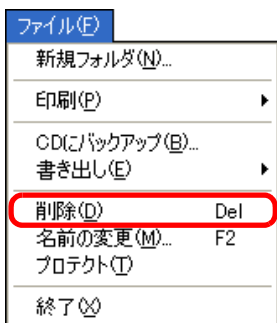 ファイル(F)
新規フォルダ(N)...
印刷(P)
CDにバックアップ(B)...
書き出し(E)
削除(D) Del
名前の変更(M)... F2
プロテクト(T)
終了(X)